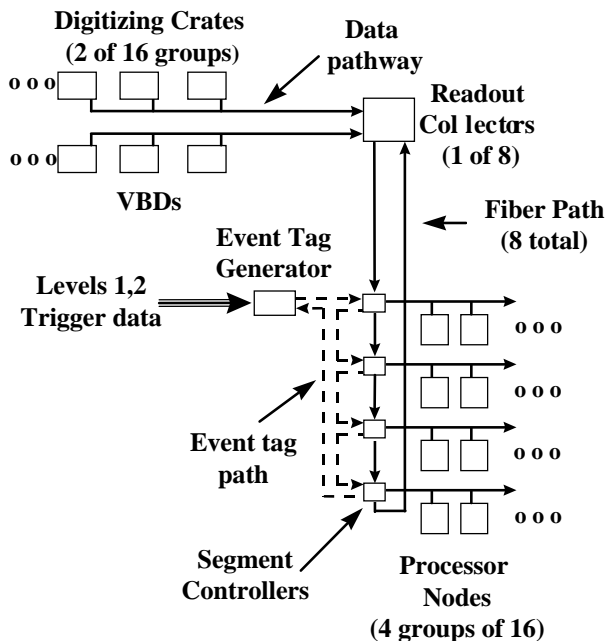 Digitizing Crates
(2 of 16 groups)
Data
pathway
o o o
Readout
Col lectors
(1 of 8)
o o o
VBDs
Fiber Path
(8 total)
Event Tag
Generator
Levels 1,2
Trigger data
o o o
o o o
Event tag
path
o o o
o o o
Segment
Controllers
Processor
Nodes
(4 groups of 16)